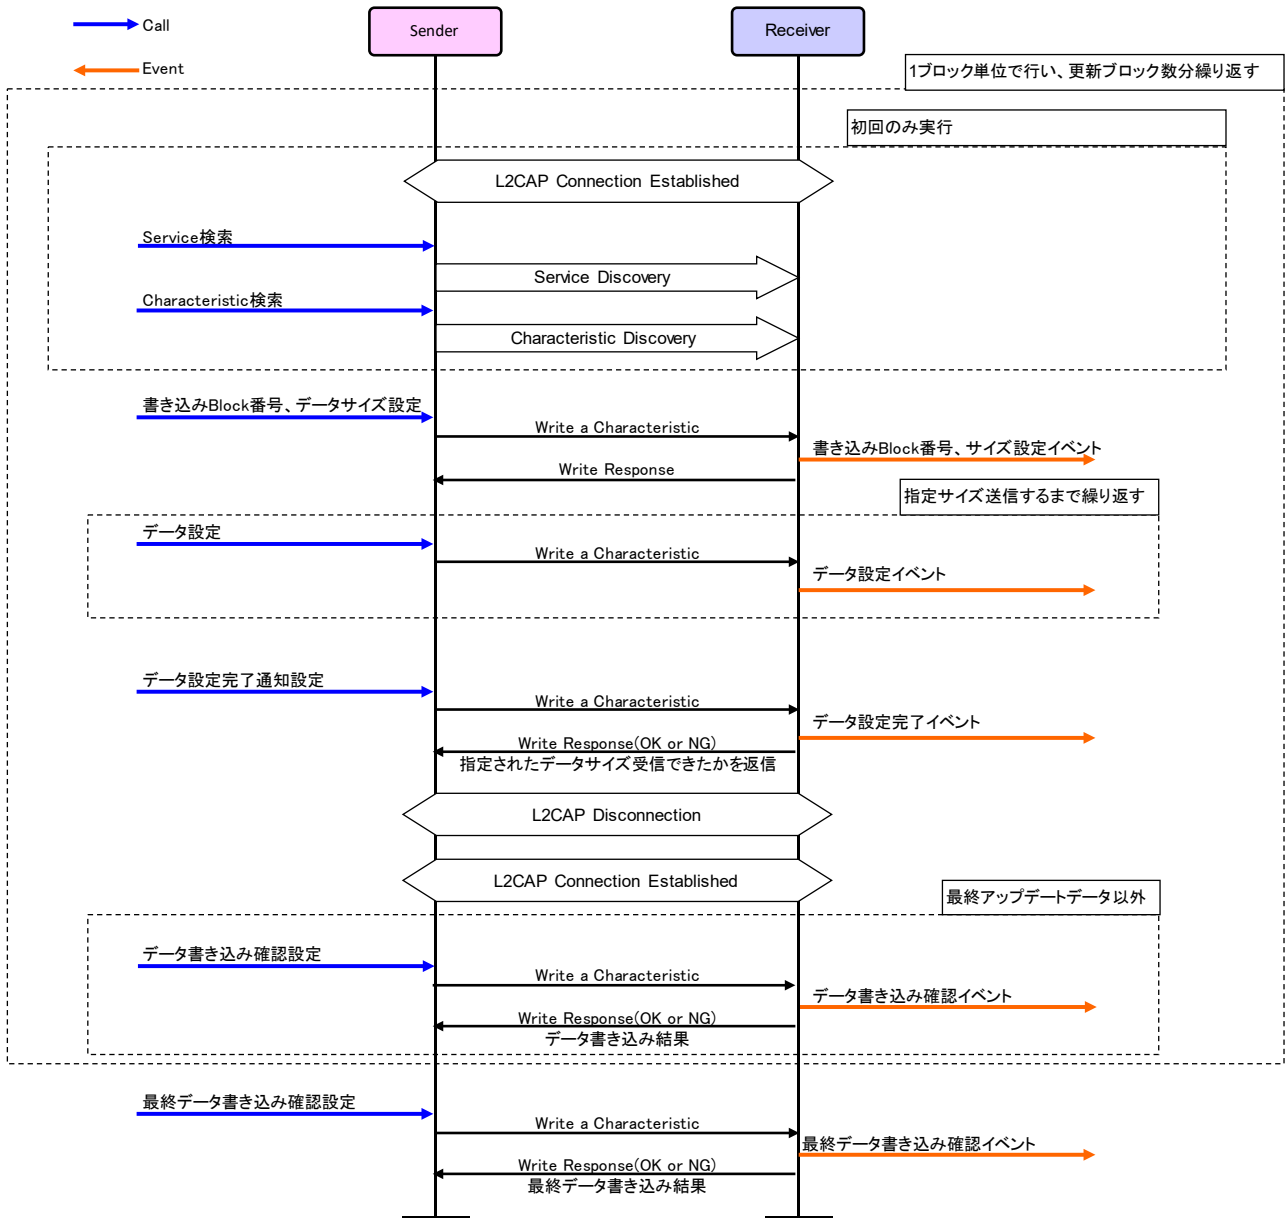 Call
Sender
Receiver
Event
1ブロック単位で行い、更新ブロック数分繰り返す
初回のみ実行
L2CAP Connection Established
Service検索
Service Discovery
Characteristic検索
Characteristic Discovery
書き込みBlock番号、データサイズ設定
Write a Characteristic
書き込みBlock番号、サイズ設定イベント
Write Response
指定サイズ送信するまで繰り返す
データ設定
Write a Characteristic
データ設定イベント
データ設定完了通知設定
Write a Characteristic
データ設定完了イベント
Write Response(OK or NG)
指定されたデータサイズ受信できたかを返信
L2CAP Disconnection
L2CAP Connection Established
最終アップデートデータ以外
データ書き込み確認設定
Write a Characteristic
データ書き込み確認イベント
Write Response(OK or NG)
データ書き込み結果
最終データ書き込み確認設定
Write a Characteristic
最終データ書き込み確認イベント
Write Response(OK or NG)
最終データ書き込み結果